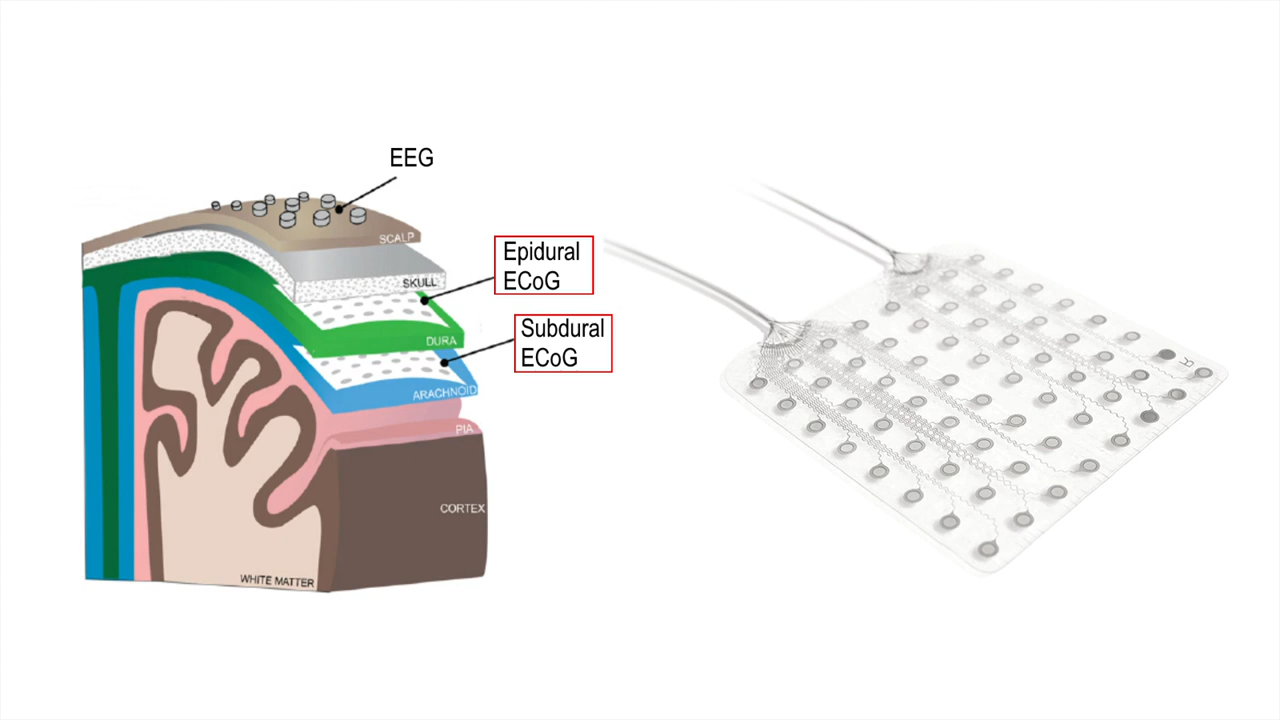 EEG
SCALP
Epidural
ECoG
SKULL
Subdural
ECoG
DURA
ARACHNOID
PIA
CORTEX
WHITE MATTER